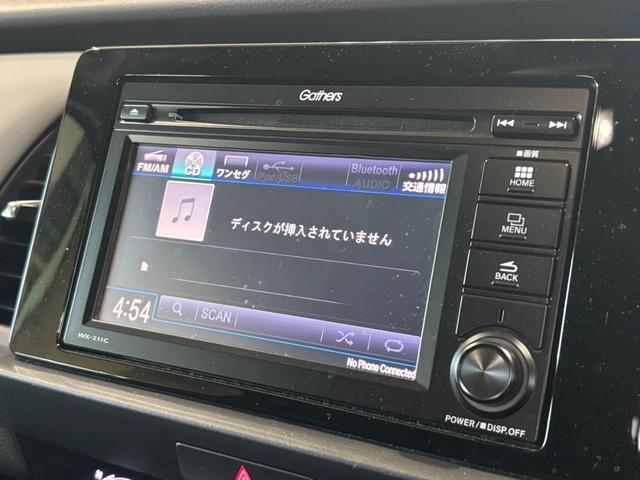 Gathers
FM/AM
CD
ワンセグ
iPod/USB
Bluetooth
AUDIO
交通情報
ディスクが挿入されていません
4:54
SCAN
No Phone Connected
WX-211C
■画質
HOME
MENU
BACK
POWER/■DISP.OFF